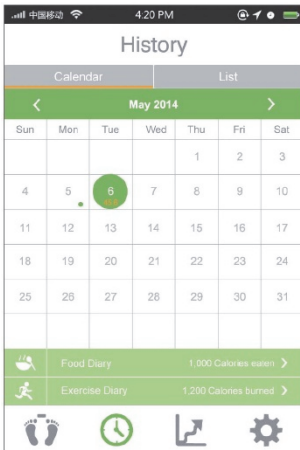 中国移动 4:20 PM
History
Calendar List
May 2014
Sun Mon Tue Wed Thu Fri Sat
1 2 3
4 5 6 7 8 9 10
11 12 13 14 15 16 17
18 19 20 21 22 23 24
25 26 27 28 29 30 31
Food Diary 1,000 Calories eaten
Exercise Diary 1,200 Calories burned